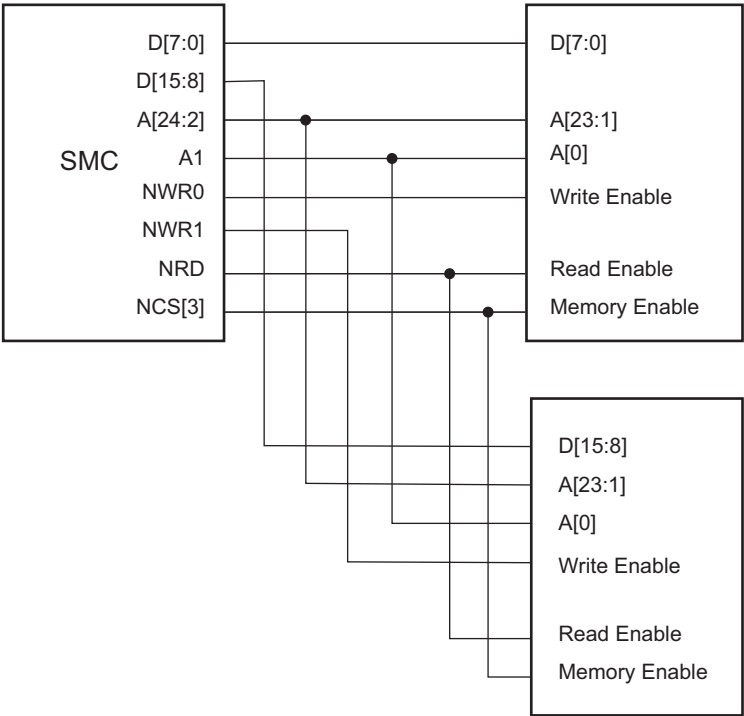 D[7:0]
D[15:8]
A[24:2]
SMC
A1
NWR0
NWR1
NRD
NCS[3]
D[7:0]
A[23:1]
A[0]
Write Enable
Read Enable
Memory Enable
D[15:8]
A[23:1]
A[0]
Write Enable
Read Enable
Memory Enable